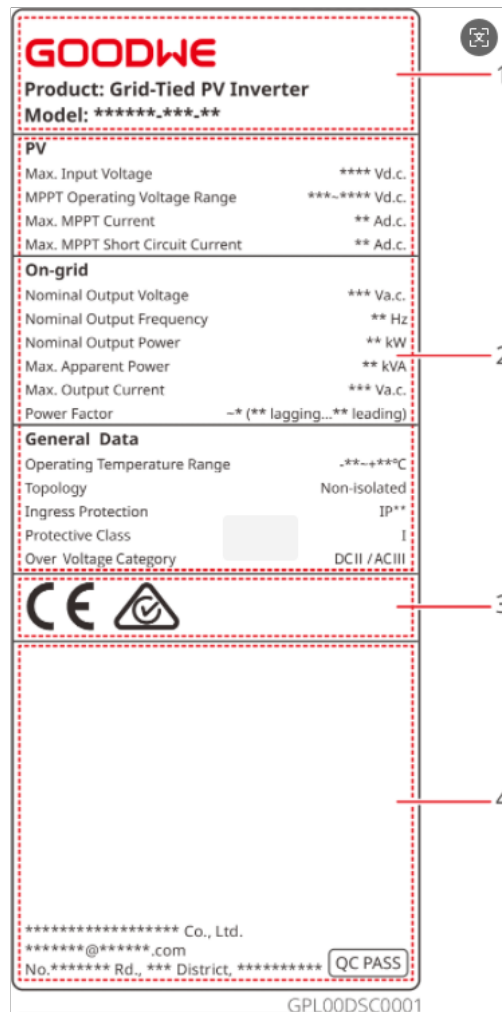 GOODWE
Product: Grid-Tied PV Inverter
Model: ******-***-**
1
PV
Max. Input Voltage **** Vd.c.
MPPT Operating Voltage Range ***~**** Vd.c.
Max. MPPT Current ** Ad.c.
Max. MPPT Short Circuit Current ** Ad.c.
On-grid
Nominal Output Voltage *** Va.c.
Nominal Output Frequency ** Hz
Nominal Output Power ** kW
2
Max. Apparent Power ** kVA
Max. Output Current *** Va.c.
Power Factor ~* (** lagging...** leading)
General Data
Operating Temperature Range -**~+**°C
Topology Non-isolated
Ingress Protection IP**
Protective Class I
Over Voltage Category DCII / ACIII
CE
3
4
****************** Co., Ltd.
*******@******.com
No.******* Rd., *** District, ********** QC PASS
GPL00DSC0001